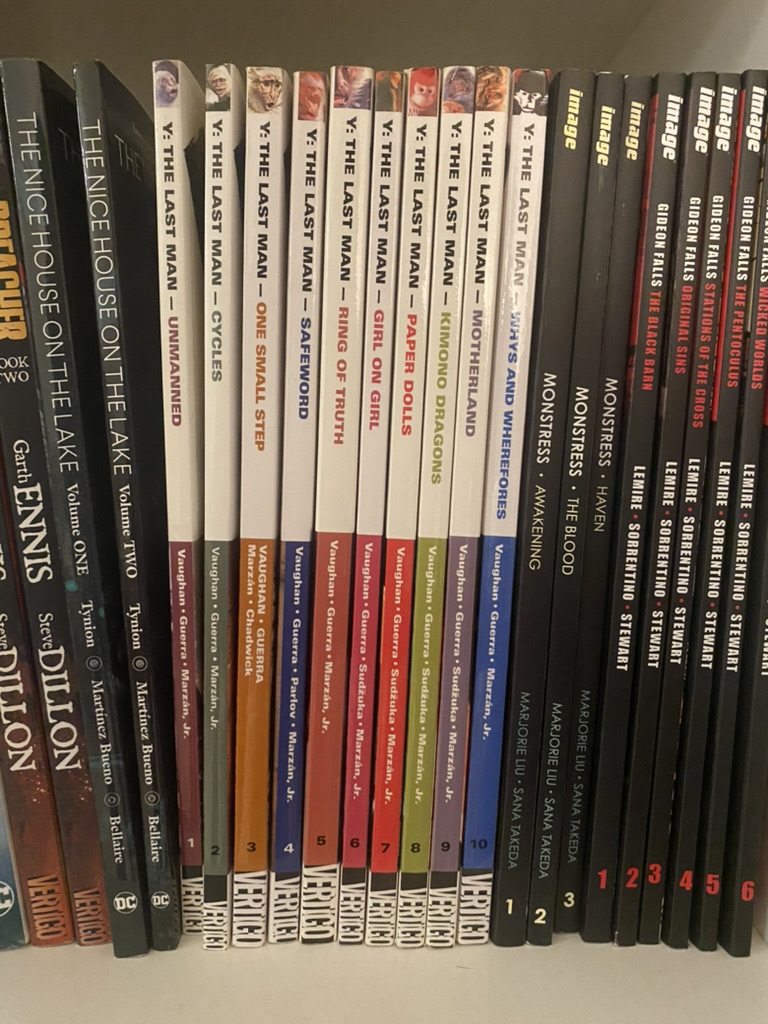 DC
Steve DILLON
VERTIGO
TWO
Garth ENNIS
Steve DILLON
VERTIGO
THE NICE HOUSE ON THE LAKE Volume ONE Tynion Martínez Bueno Bellaire DC
THE NICE HOUSE ON THE LAKE Volume TWO Tynion Martínez Bueno Bellaire DC
Y: THE LAST MAN — UNMANNED Vaughan • Guerra • Marzán, Jr. 1 VERTIGO
Y: THE LAST MAN — CYCLES Vaughan • Guerra • Marzán, Jr. 2 VERTIGO
Y: THE LAST MAN — ONE SMALL STEP
VAUGHAN • GUERRA
Marzán • Chadwick
3 VERTIGO
Y: THE LAST MAN — SAFEWORD Vaughan • Guerra • Parlov • Marzán, Jr. 4 VERTIGO
Y: THE LAST MAN — RING OF TRUTH Vaughan • Guerra • Marzán, Jr. 5 VERTIGO
Y: THE LAST MAN — GIRL ON GIRL Vaughan • Guerra • Sudžuka • Marzán, Jr. 6 VERTIGO
Y: THE LAST MAN — PAPER DOLLS Vaughan • Guerra • Sudžuka • Marzán, Jr. 7 VERTIGO
Y: THE LAST MAN — KIMONO DRAGONS Vaughan • Guerra • Sudžuka • Marzán, Jr. 8 VERTIGO
Y: THE LAST MAN — MOTHERLAND Vaughan • Guerra • Sudžuka • Marzán, Jr. 9 VERTIGO
Y: THE LAST MAN — WHYS AND WHEREFORES Vaughan • Guerra • Marzán, Jr. 10 VERTIGO
image MONSTRESS • AWAKENING MARJORIE LIU • SANA TAKEDA 1
image MONSTRESS • THE BLOOD MARJORIE LIU • SANA TAKEDA 2
image MONSTRESS • HAVEN MARJORIE LIU • SANA TAKEDA 3
image GIDEON FALLS THE BLACK BARN LEMIRE • SORRENTINO • STEWART 1
image GIDEON FALLS ORIGINAL SINS LEMIRE • SORRENTINO • STEWART 2
image GIDEON FALLS STATIONS OF THE CROSS LEMIRE • SORRENTINO • STEWART 3
image GIDEON FALLS THE PENTOCULUS LEMIRE • SORRENTINO • STEWART 4
image WICKED WORLDS LEMIRE • SORRENTINO • STEWART 5
6